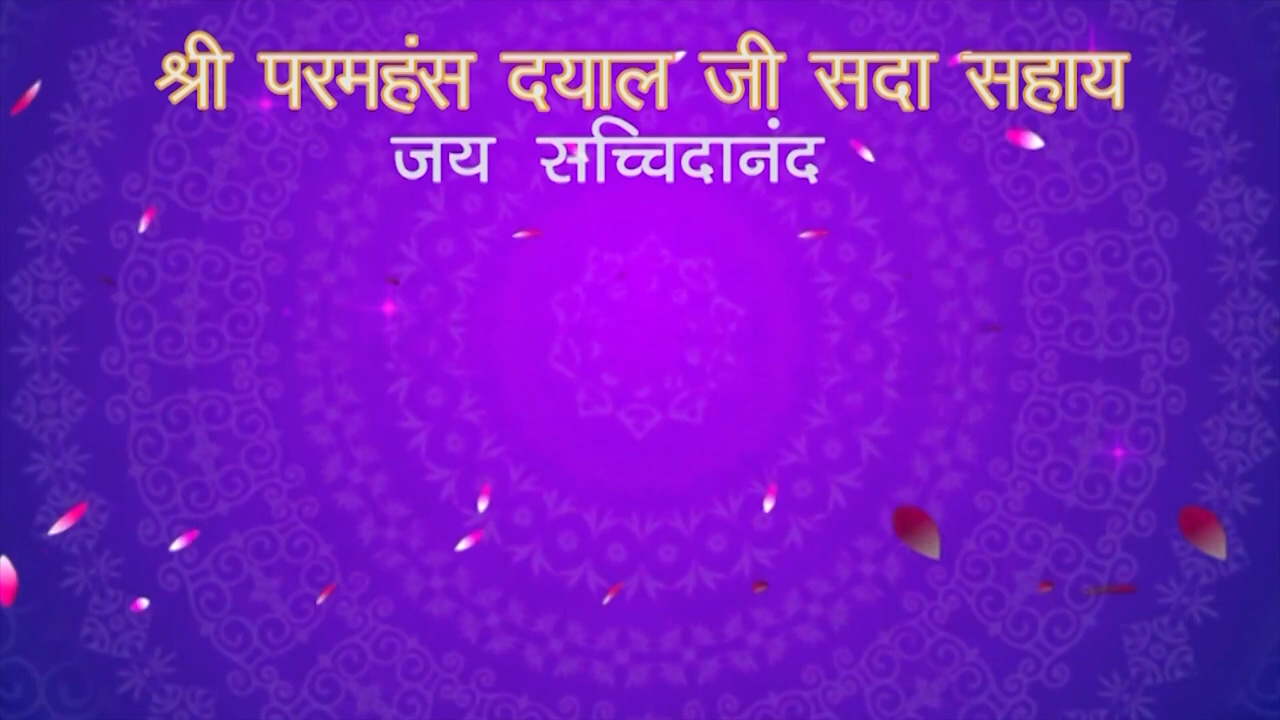 श्री परमहंस दयाल जी सदा सहाय
जय सच्चिदानंद